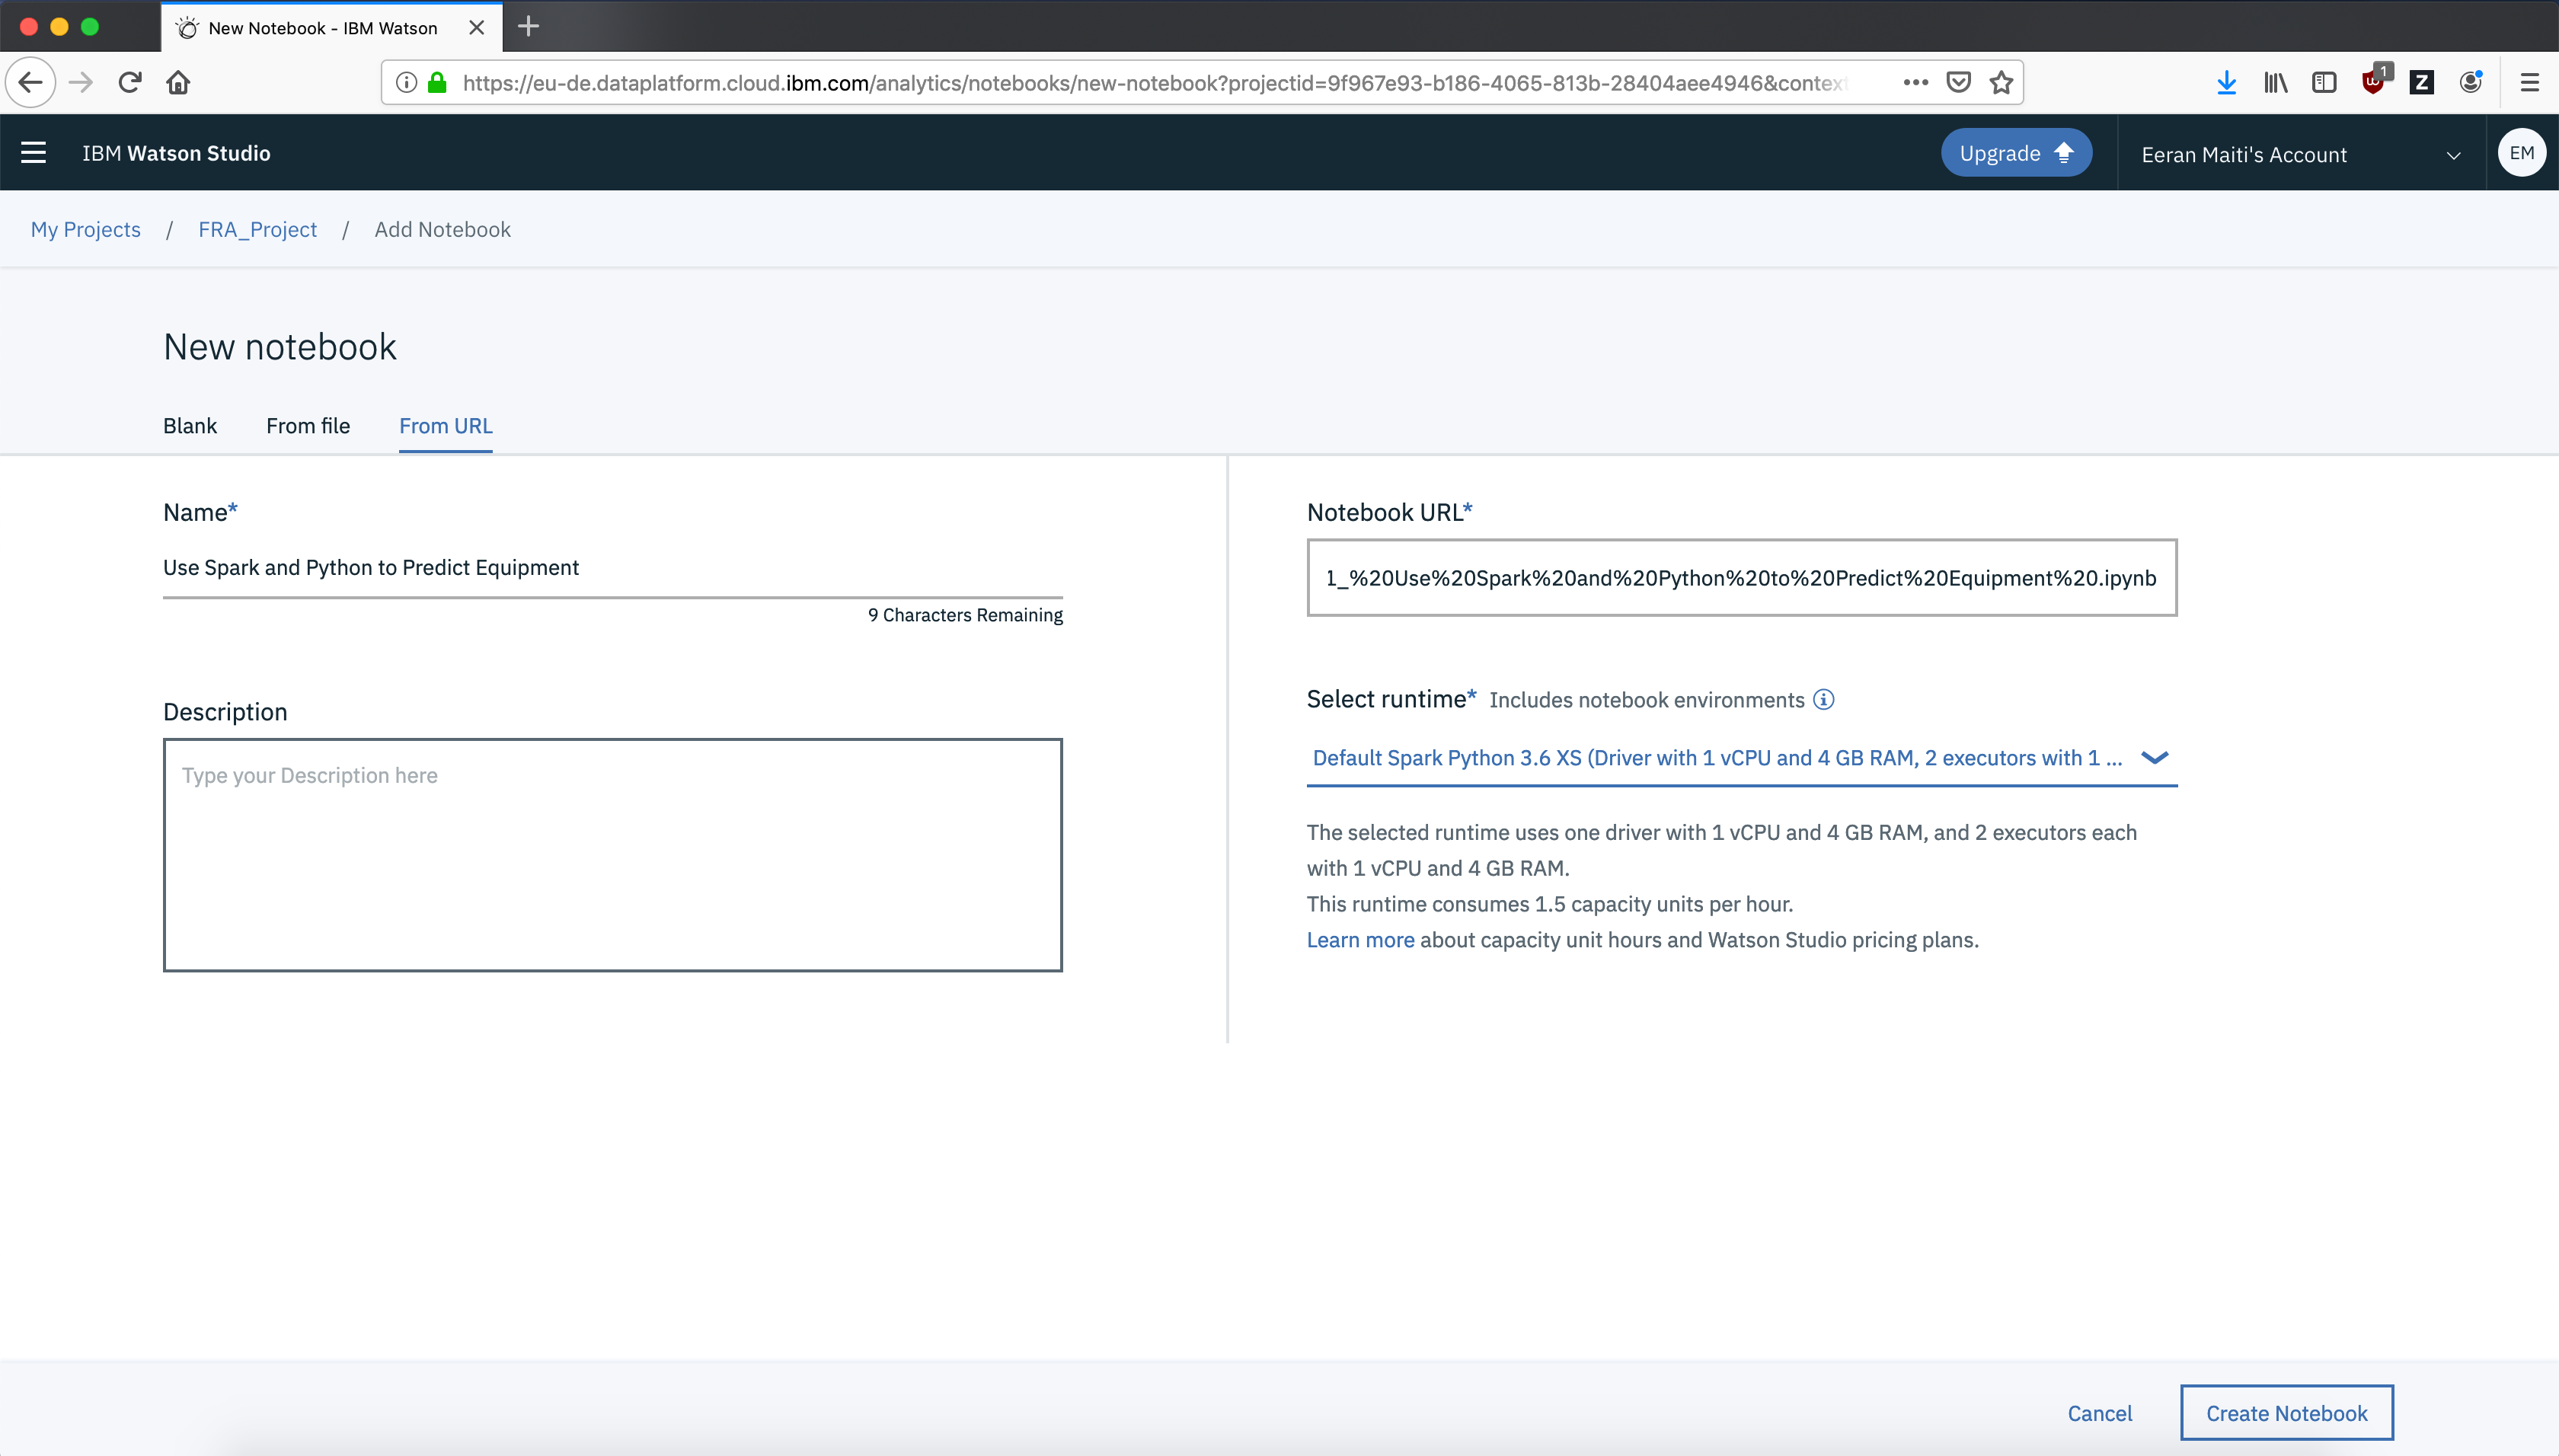 New Notebook - IBM Watson
https://eu-de.dataplatform.cloud.ibm.com/analytics/notebooks/new-notebook?projectid=9f967e93-b186-4065-813b-28404aee4946&contex
1
Z
IBM Watson Studio
Upgrade
Eeran Maiti's Account
EM
My Projects / FRA_Project / Add Notebook
New notebook
Blank From file From URL
Name*
Use Spark and Python to Predict Equipment
9 Characters Remaining
Description
Type your Description here
Notebook URL*
1_%20Use%20Spark%20and%20Python%20to%20Predict%20Equipment%20.ipynb
Select runtime* Includes notebook environments
Default Spark Python 3.6 XS (Driver with 1 vCPU and 4 GB RAM, 2 executors with 1 ...
The selected runtime uses one driver with 1 vCPU and 4 GB RAM, and 2 executors each
with 1 vCPU and 4 GB RAM.
This runtime consumes 1.5 capacity units per hour.
Learn more about capacity unit hours and Watson Studio pricing plans.
Cancel
Create Notebook